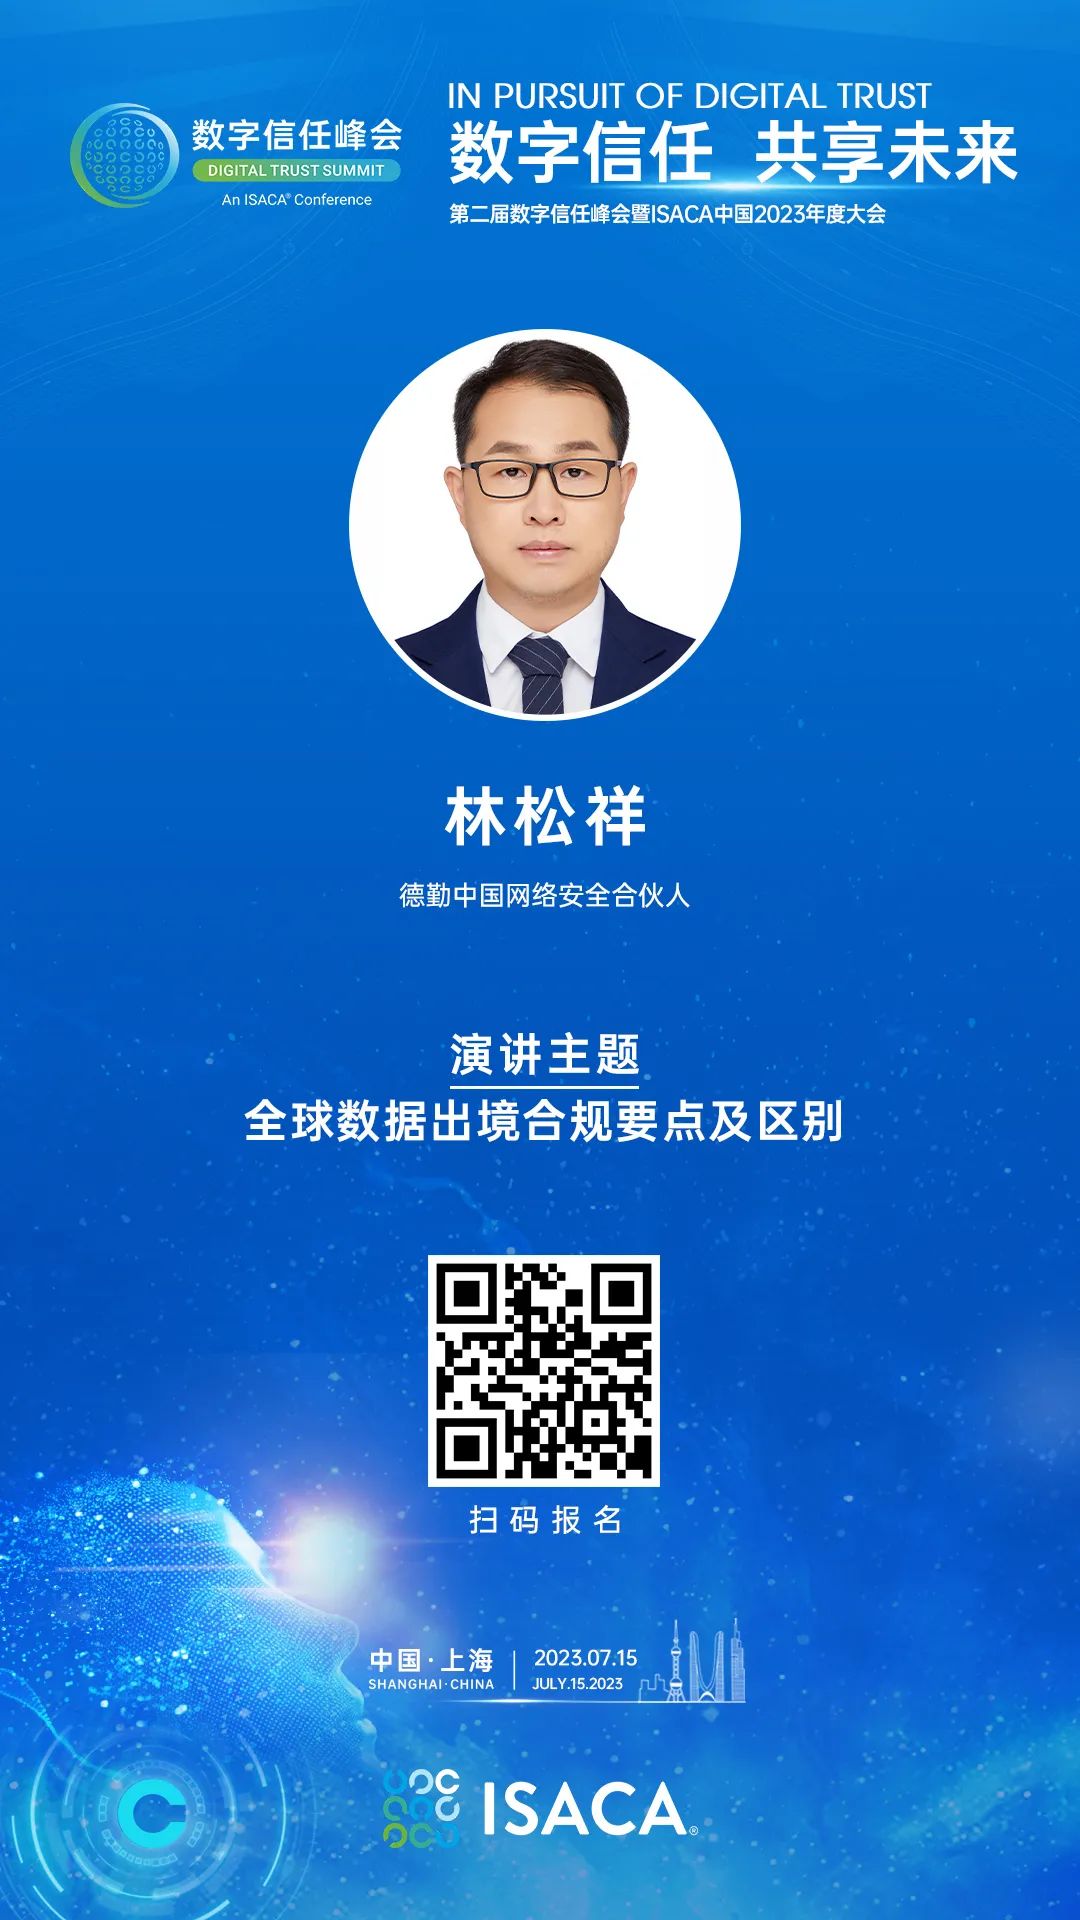 数字信任峰会
DIGITAL TRUST SUMMIT
An ISACA® Conference
IN PURSUIT OF DIGITAL TRUST
数字信任 共享未来
第二届数字信任峰会暨ISACA中国2023年度大会
林松祥
德勤中国网络安全合伙人
演讲主题
全球数据出境合规要点及区别
扫码报名
中国·上海
SHANGHAI·CHINA
2023.07.15
JULY.15.2023
ISACA®